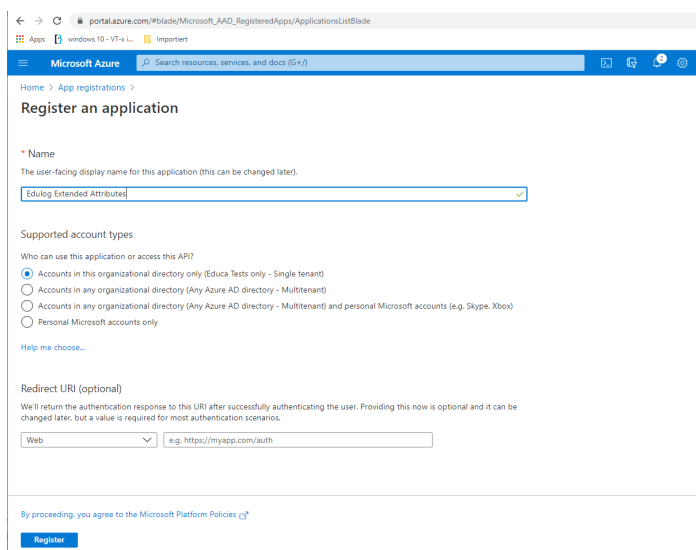 portal.azure.com/#blade/Microsoft_AAD_RegisteredApps/ApplicationsListBlade
Apps windows 10 - VT-x i... Importiert
Microsoft Azure Search resources, services, and docs (G+/)
Home > App registrations >
Register an application
* Name
The user-facing display name for this application (this can be changed later).
Edulog Extended Attributes
Supported account types
Who can use this application or access this API?
Accounts in this organizational directory only (Educa Tests only - Single tenant)
Accounts in any organizational directory (Any Azure AD directory - Multitenant)
Accounts in any organizational directory (Any Azure AD directory - Multitenant) and personal Microsoft accounts (e.g. Skype, Xbox)
Personal Microsoft accounts only
Help me choose...
Redirect URI (optional)
We'll return the authentication response to this URI after successfully authenticating the user. Providing this now is optional and it can be
changed later, but a value is required for most authentication scenarios.
Web e.g. https://myapp.com/auth
By proceeding, you agree to the Microsoft Platform Policies
Register